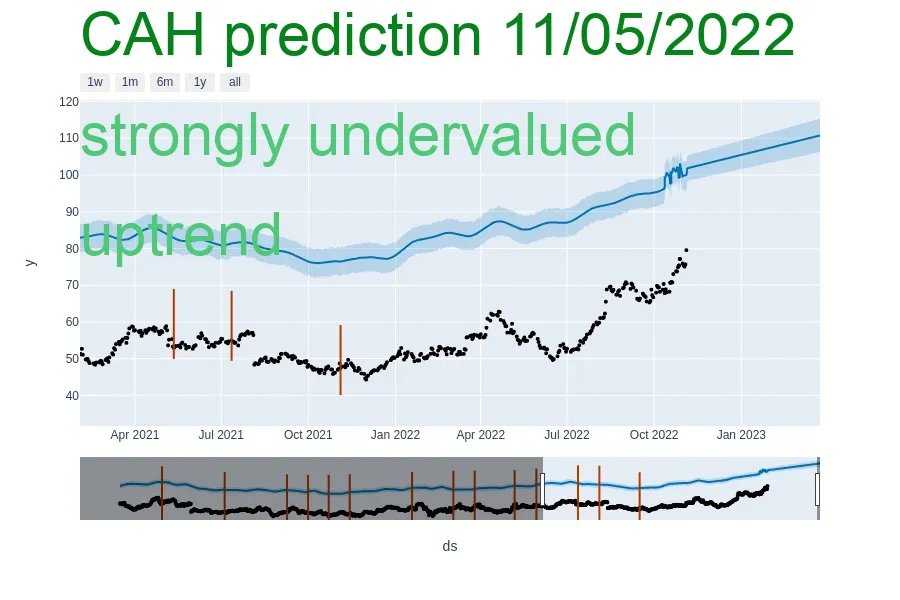 CAH prediction 11/05/2022
1w 1m 6m 1y all
120
strongly undervalued
110
100
90
uptrend
80
y
70
60
50
40
Apr 2021 Jul 2021 Oct 2021 Jan 2022 Apr 2022 Jul 2022 Oct 2022 Jan 2023
ds